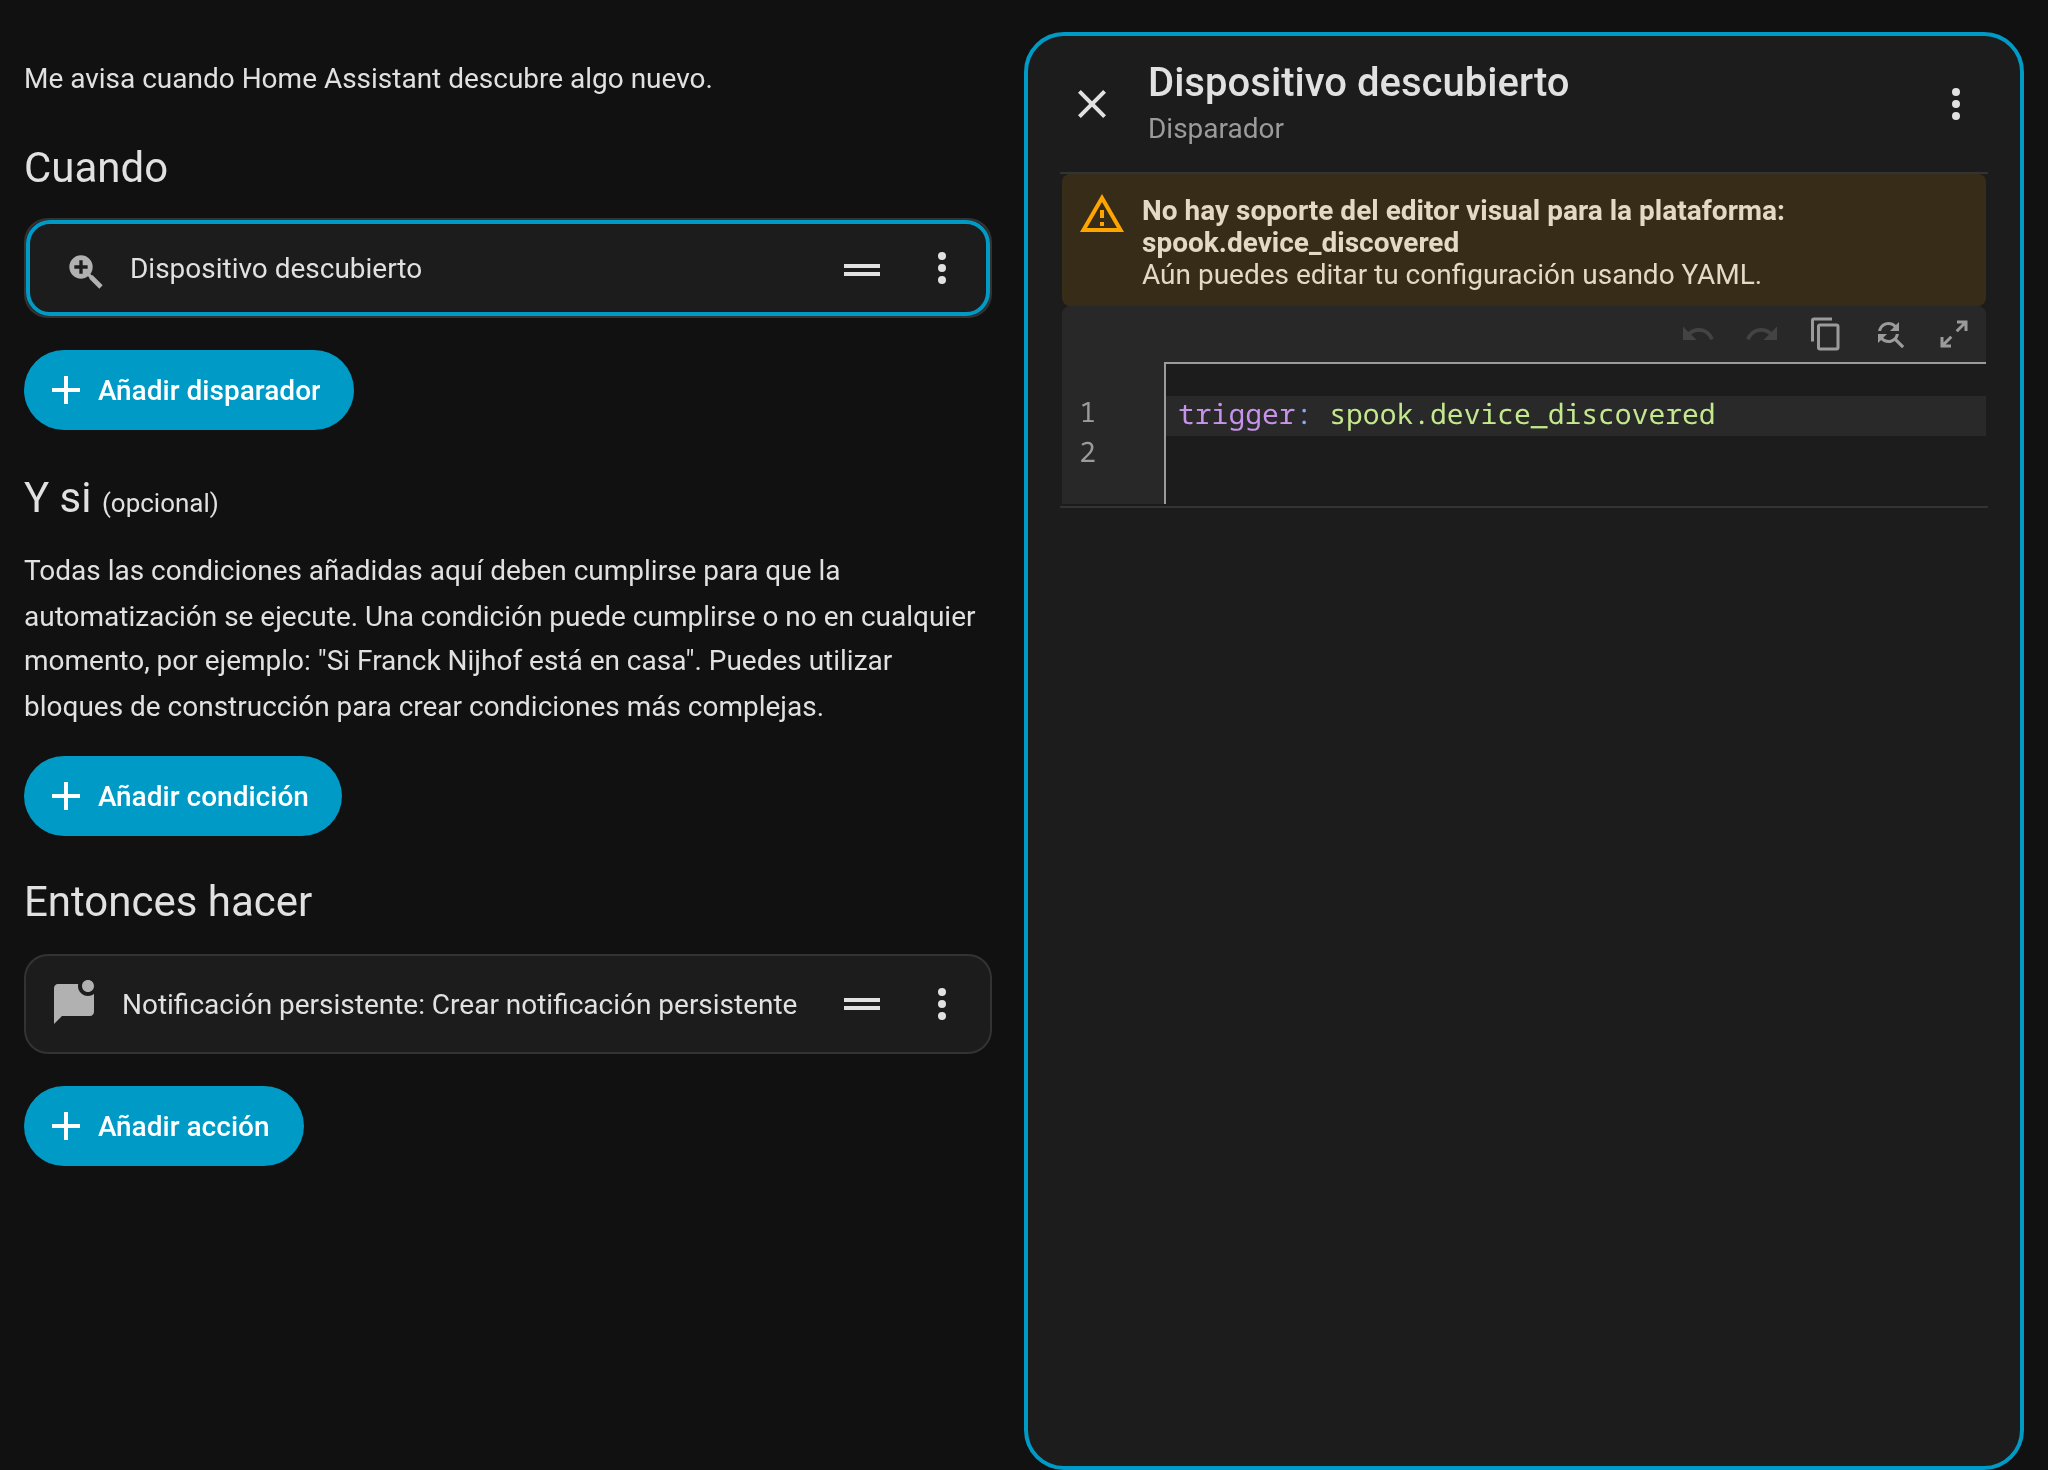 Me avisa cuando Home Assistant descubre algo nuevo.
Cuando
Dispositivo descubierto
Añadir disparador
Y si (opcional)
Todas las condiciones añadidas aquí deben cumplirse para que la
automatización se ejecute. Una condición puede cumplirse o no en cualquier
momento, por ejemplo: "Si Franck Nijhof está en casa". Puedes utilizar
bloques de construcción para crear condiciones más complejas.
Añadir condición
Entonces hacer
Notificación persistente: Crear notificación persistente
Añadir acción
Dispositivo descubierto
Disparador
No hay soporte del editor visual para la plataforma:
spook.device_discovered
Aún puedes editar tu configuración usando YAML.
1 trigger: spook.device_discovered
2